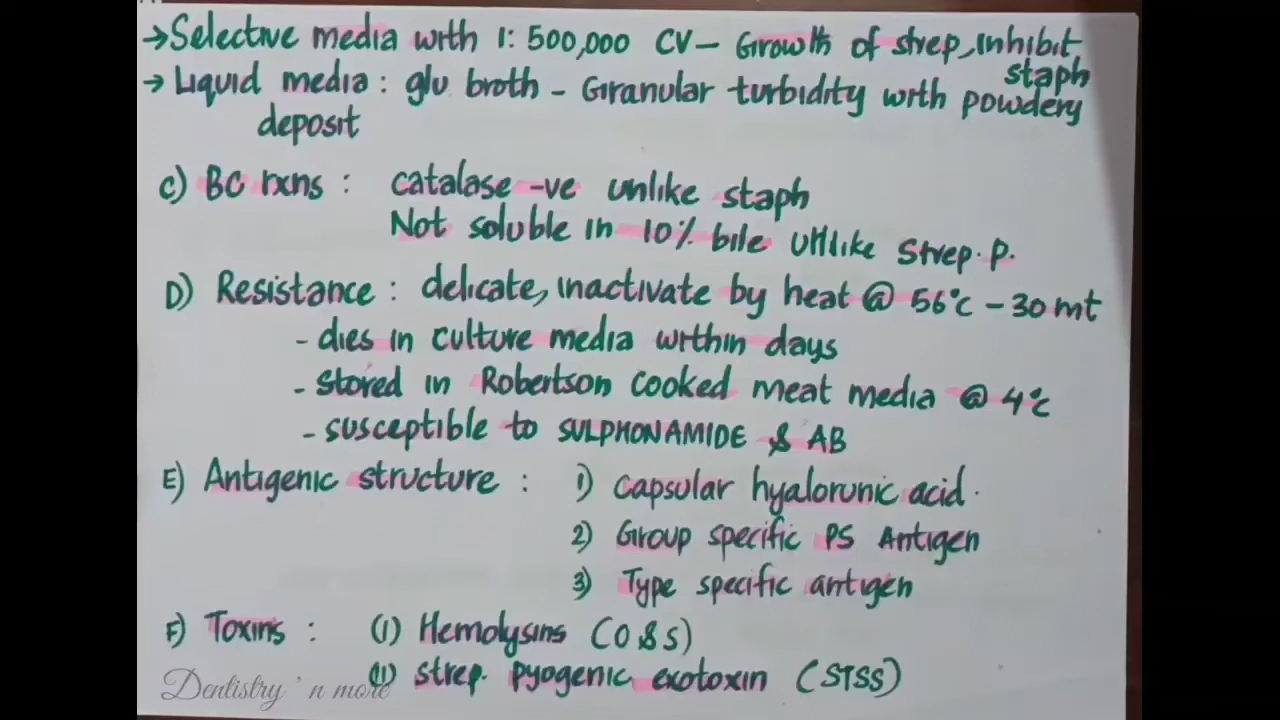 →Selective media with 1: 500,000 CV- Growth of strep, inhibit
staph
→ Liquid media: glu broth - Granular turbidity with powdery
deposit
C) BC rxns : catalase -ve unlike staph
Not soluble in 10% bile unlike strep. p.
D) Resistance : delicate, inactivate by heat @ 56°c - 30 mt
- dies in culture media within days
- stored in Robertson cooked meat media @ 4°c
- susceptible to SULPHONAMIDE & AB
E) Antigenic structure : 1) capsular hyalorunic acid.
2) Group specific PS Antigen
3) Type specific antigen
F) Toxins : (1) Hemolysins (O & S)
(11) strep. pyogenic exotoxin (STSS)
Dentistry ' n more